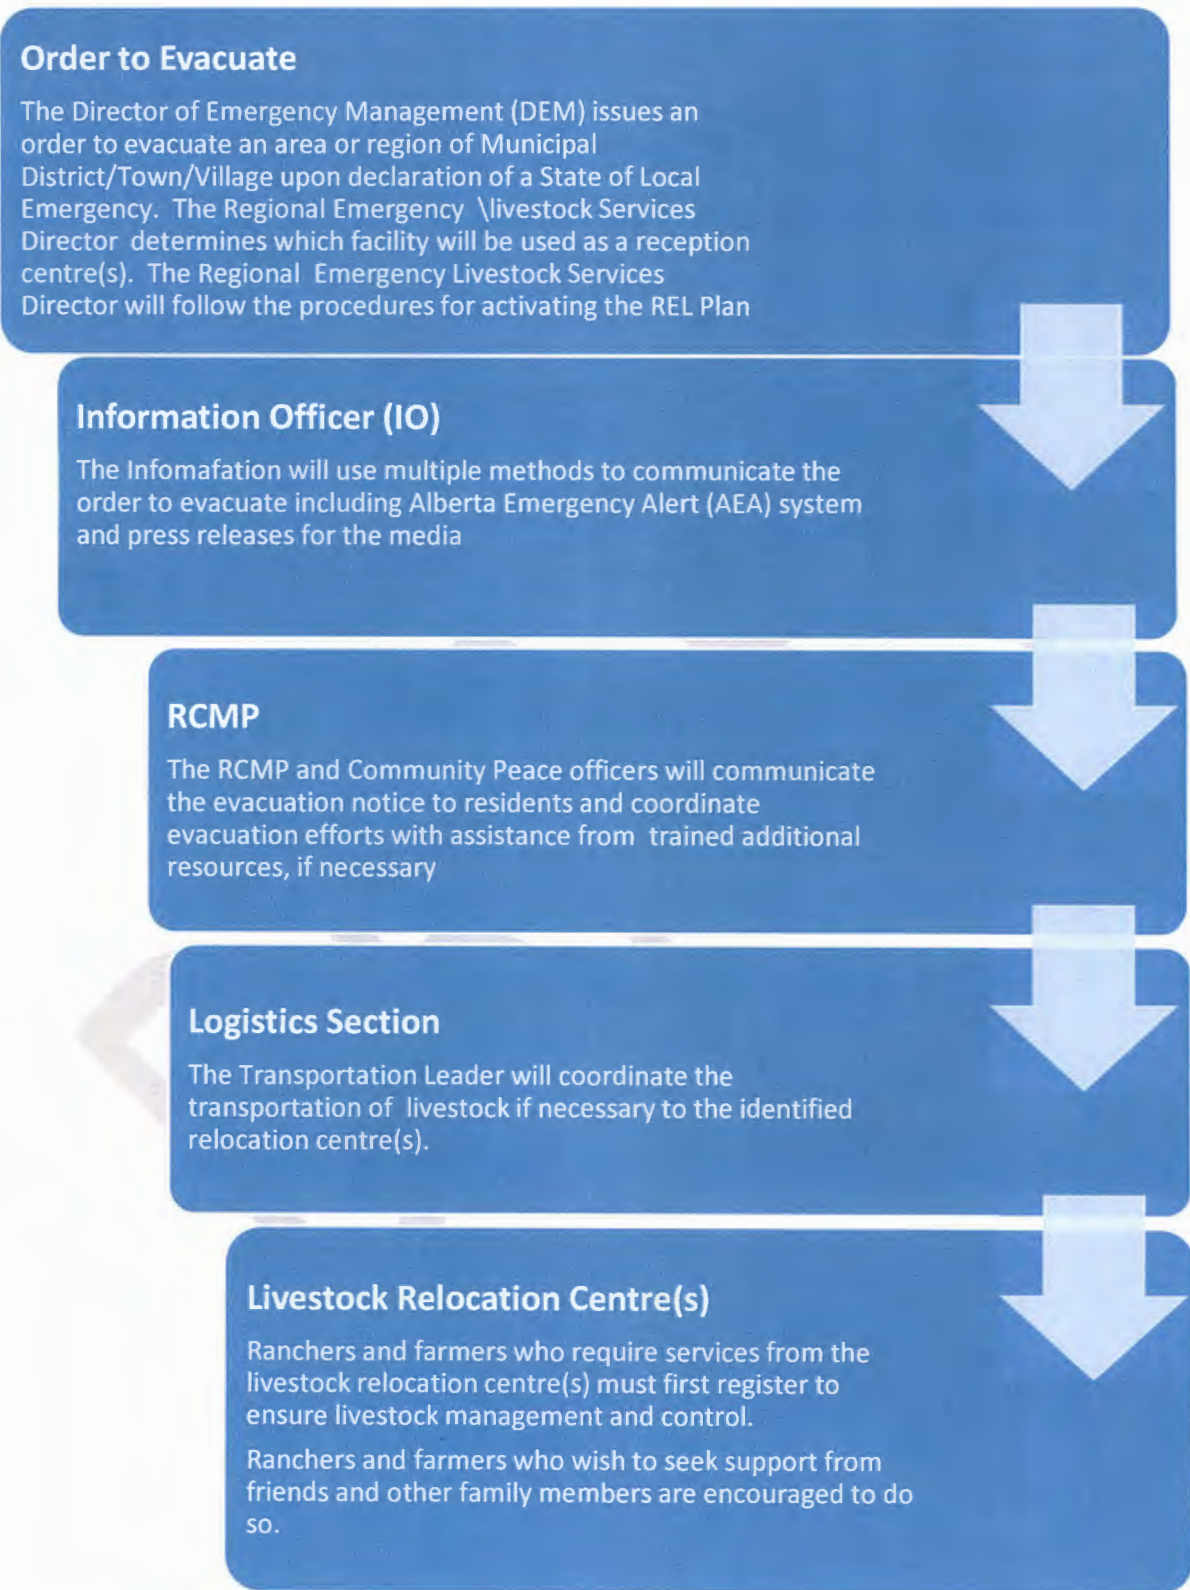 Order to Evacuate
The Director of Emergency Management (DEM) issues an
order to evacuate an area or region of Municipal
District/Town/Village upon declaration of a State of Local
Emergency. The Regional Emergency \livestock Services
Director determines which facility will be used as a reception
centre(s). The Regional Emergency Livestock Services
Director will follow the procedures for activating the REL Plan
Information Officer (IO)
The Infomafation will use multiple methods to communicate the
order to evacuate including Alberta Emergency Alert (AEA) system
and press releases for the media
RCMP
The RCMP and Community Peace officers will communicate
the evacuation notice to residents and coordinate
evacuation efforts with assistance from trained additional
resources, if necessary
Logistics Section
The Transportation Leader will coordinate the
transportation of livestock if necessary to the identified
relocation centre(s).
Livestock Relocation Centre(s)
Ranchers and farmers who require services from the
livestock relocation centre(s) must first register to
ensure livestock management and control.
Ranchers and farmers who wish to seek support from
friends and other family members are encouraged to do
so.